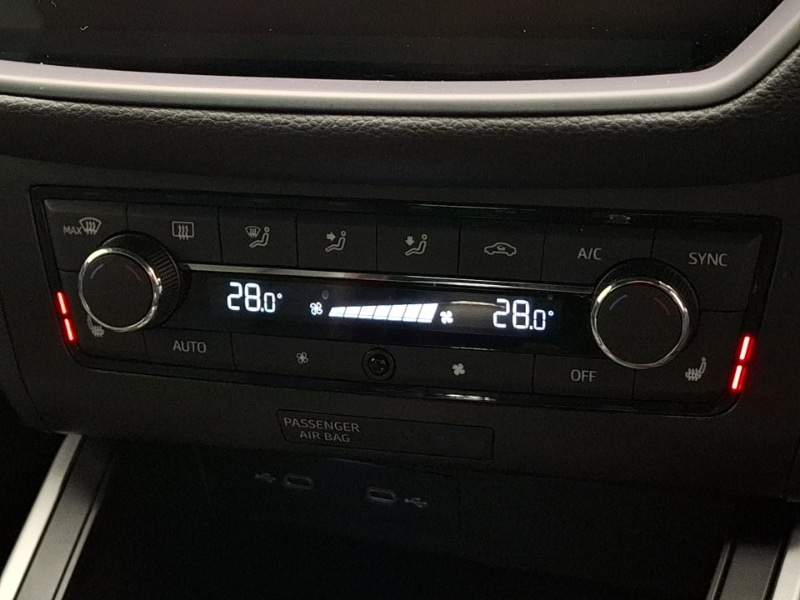 MAX
A/C
SYNC
28.0°
28.0°
AUTO
OFF
PASSENGER
AIR BAG